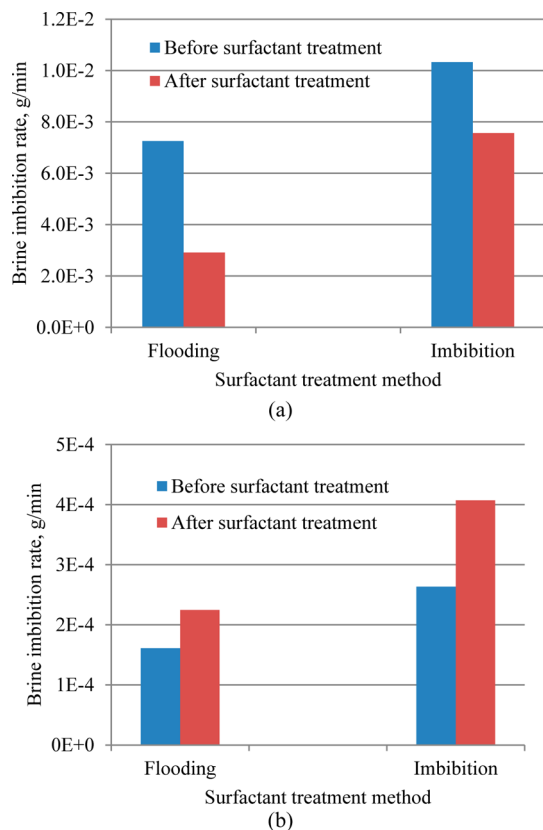 1.2E-2
1.0E-2
8.0E-3
6.0E-3
4.0E-3
2.0E-3
0.0E+0
Brine imbibition rate, g/min
Before surfactant treatment
After surfactant treatment
Flooding Imbibition
Surfactant treatment method
(a)
5E-4
4E-4
3E-4
2E-4
1E-4
0E+0
Brine imbibition rate, g/min
Before surfactant treatment
After surfactant treatment
Flooding Imbibition
Surfactant treatment method
(b)